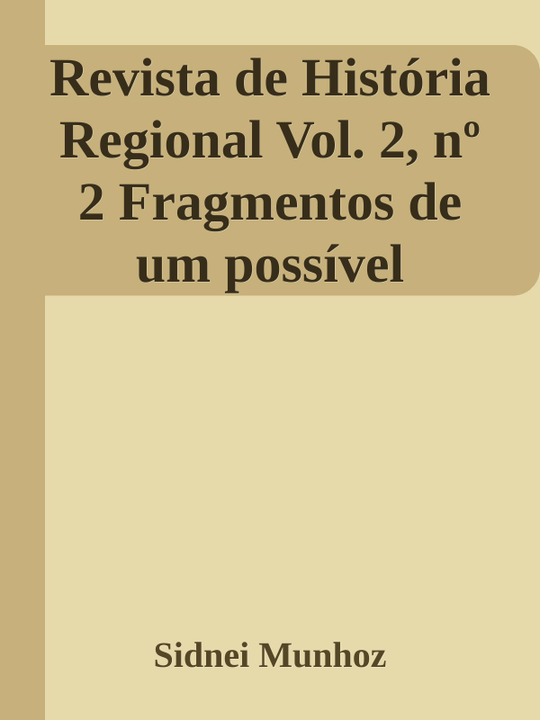 Revista de História
Regional Vol. 2, nº
2 Fragmentos de
um possível
Sidnei Munhoz